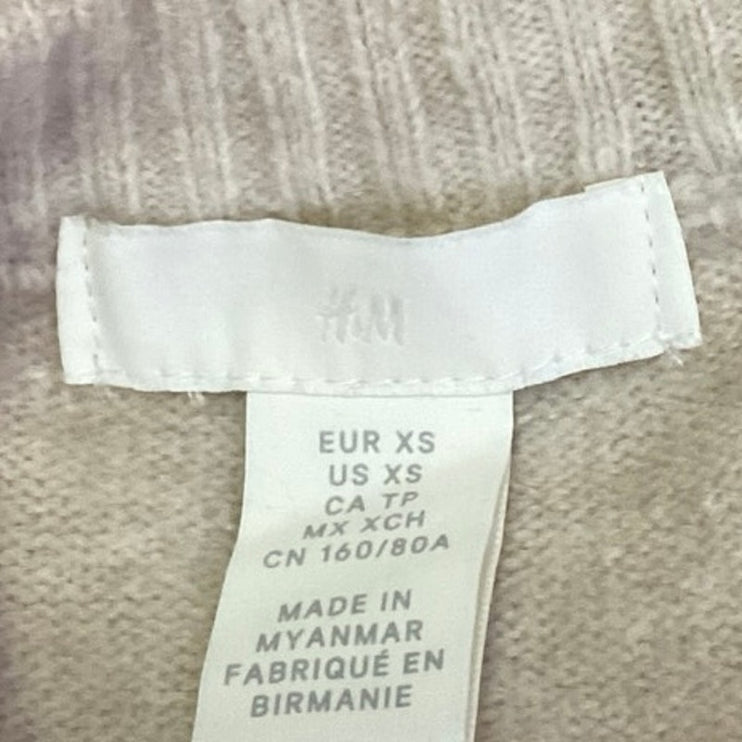 H&M
EUR XS
US XS
CA TP
MX XCH
CN 160/80A
MADE IN
MYANMAR
FABRIQUÉ EN
BIRMANIE